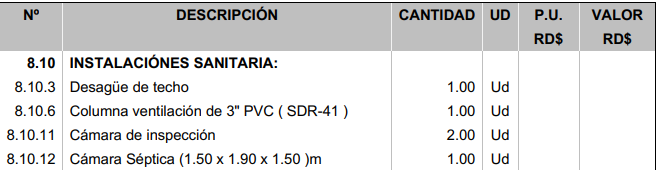 Nº DESCRIPCIÓN CANTIDAD UD P.U. VALOR
RD$ RD$
8.10 INSTALACIÓNES SANITARIA:
8.10.3 Desagüe de techo 1.00 Ud
8.10.6 Columna ventilación de 3" PVC ( SDR-41 ) 1.00 Ud
8.10.11 Cámara de inspección 2.00 Ud
8.10.12 Cámara Séptica (1.50 x 1.90 x 1.50 )m 1.00 Ud